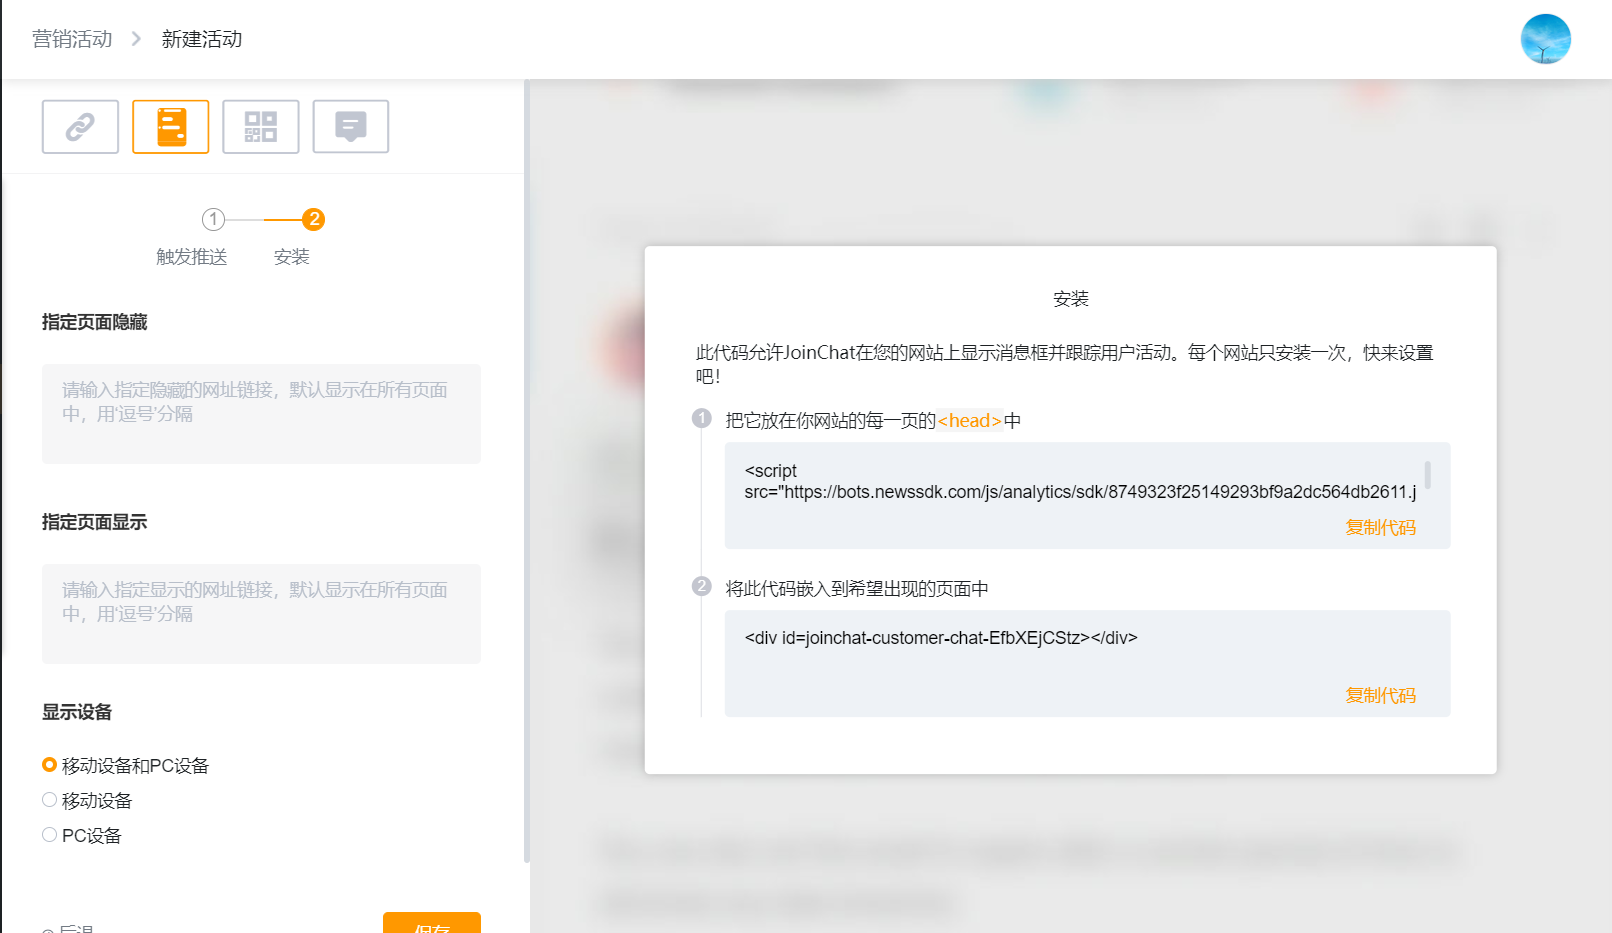 营销活动 > 新建活动
1 2
触发推送 安装
指定页面隐藏
请输入指定隐藏的网址链接，默认显示在所有页面
中，用'逗号'分隔
指定页面显示
请输入指定显示的网址链接，默认显示在所有页面
中，用'逗号'分隔
显示设备
移动设备和PC设备
移动设备
PC设备
后退 保存
安装
此代码允许JoinChat在您的网站上显示消息框并跟踪用户活动。每个网站只安装一次，快来设置
吧！
1 把它放在你网站的每一页的<head>中
<script
src="https://bots.newssdk.com/js/analytics/sdk/8749323f25149293bf9a2dc564db2611.j
复制代码
2 将此代码嵌入到希望出现的页面中
<div id=joinchat-customer-chat-EfbXEjCStz></div>
复制代码